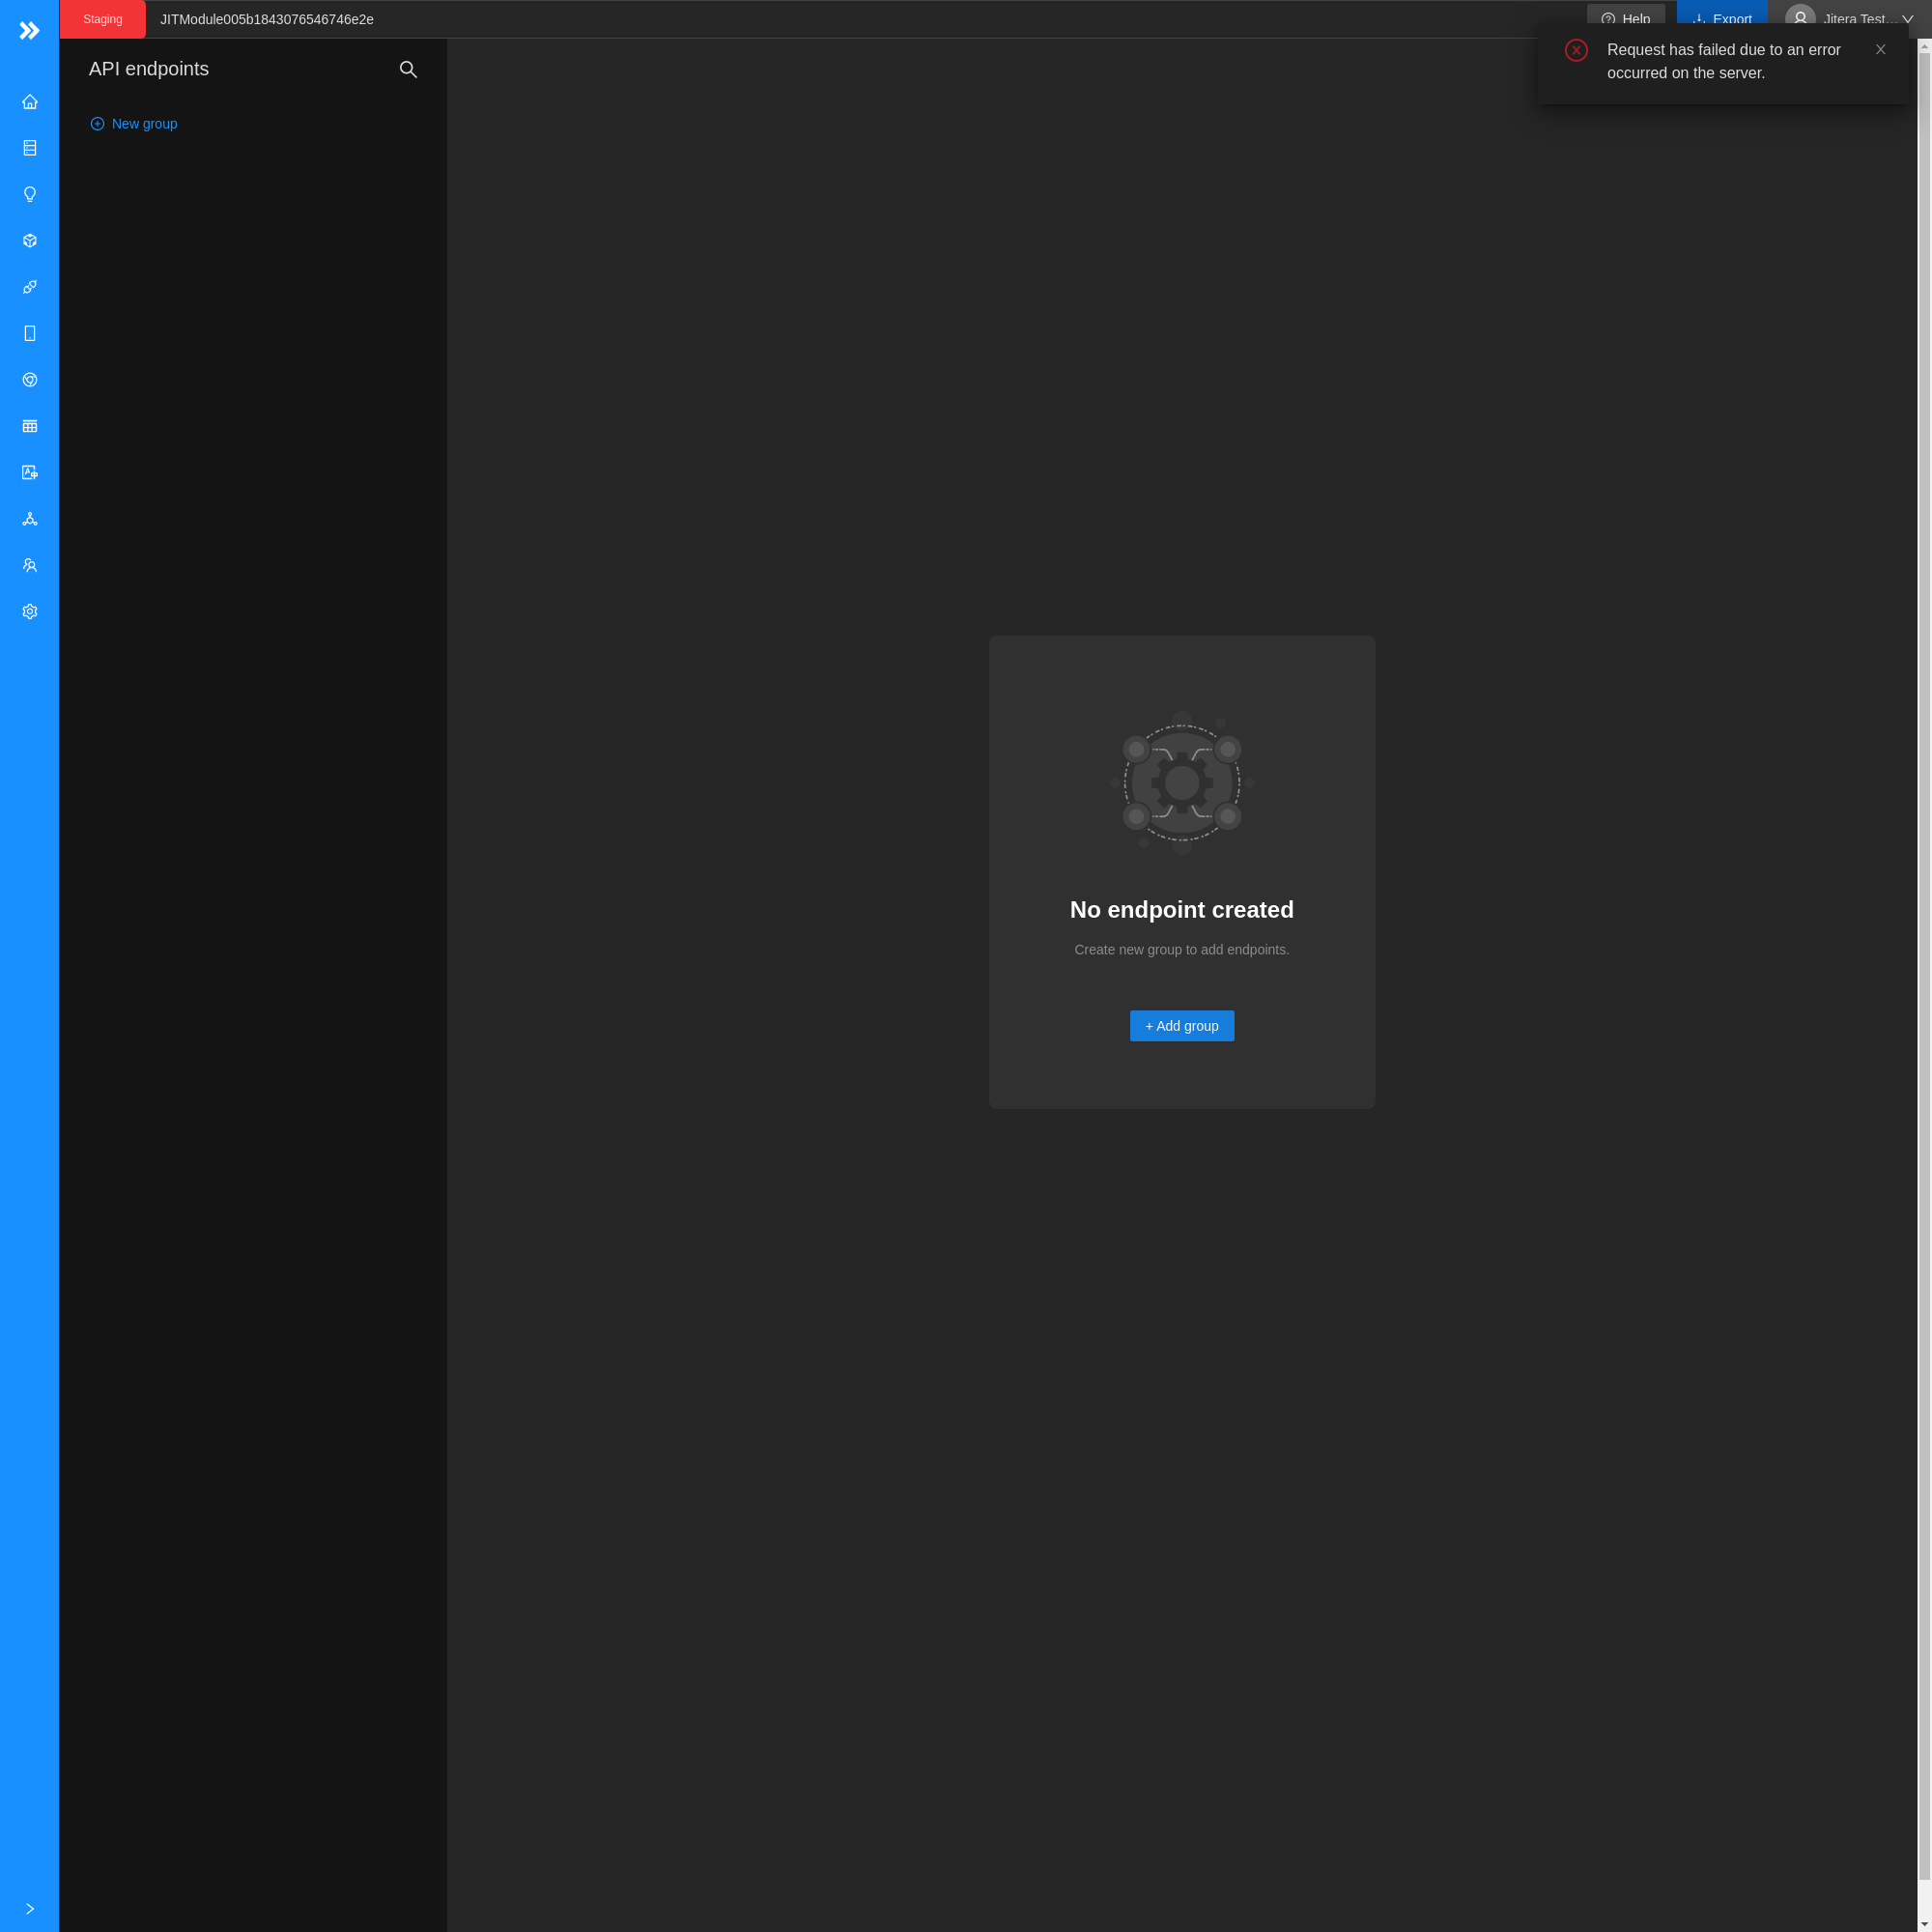 Staging
JITModule005b1843076546746e2e
Help
Export
Jitera Test...
Request has failed due to an error
occurred on the server.
API endpoints
New group
No endpoint created
Create new group to add endpoints.
+ Add group